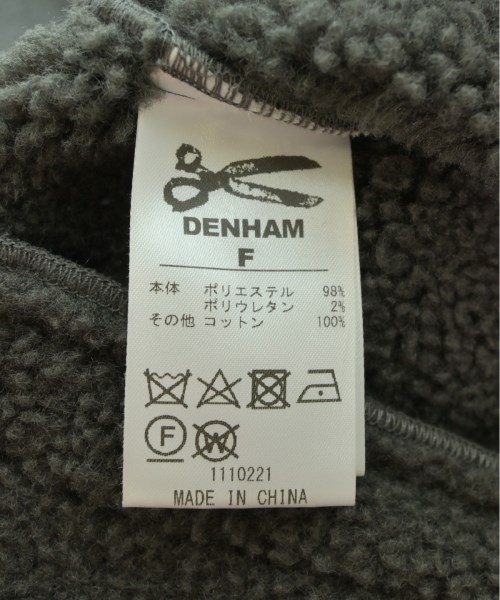 DENHAM
F
本体 ポリエステル 98%
ポリウレタン 2%
その他 コットン 100%
F W
1110221
MADE IN CHINA